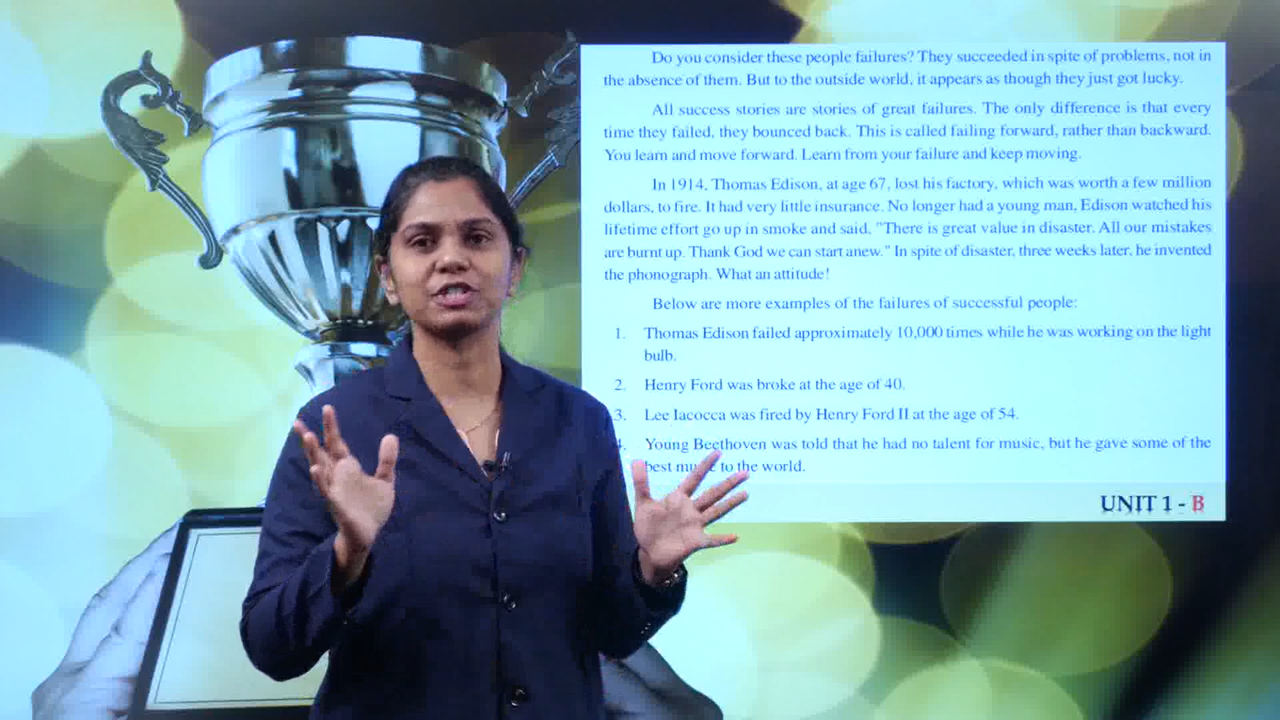 Do you consider these people failures? They succeeded in spite of problems, not in
the absence of them. But to the outside world, it appears as though they just got lucky.
All success stories are stories of great failures. The only difference is that every
time they failed, they bounced back. This is called failing forward, rather than backward.
You learn and move forward. Learn from your failure and keep moving.
In 1914, Thomas Edison, at age 67, lost his factory, which was worth a few million
dollars, to fire. It had very little insurance. No longer had a young man, Edison watched his
lifetime effort go up in smoke and said, "There is great value in disaster. All our mistakes
are burnt up. Thank God we can start anew." In spite of disaster, three weeks later, he invented
the phonograph. What an attitude!
Below are more examples of the failures of successful people:
1. Thomas Edison failed approximately 10,000 times while he was working on the light
bulb.
2. Henry Ford was broke at the age of 40.
3. Lee Iacocca was fired by Henry Ford II at the age of 54.
4. Young Beethoven was told that he had no talent for music, but he gave some of the
best music to the world.
UNIT 1 - B